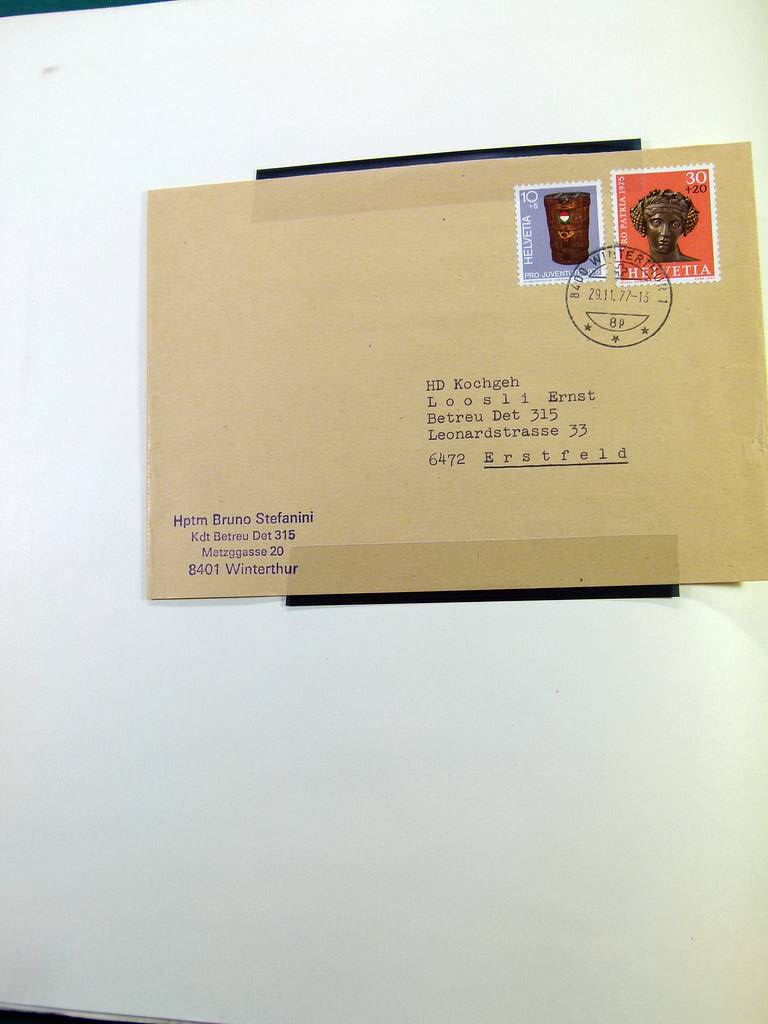 10
+5
HELVETIA
PRO JUVENTUTE
30
+20
PRO PATRIA 1975
HELVETIA
8400 WINTERTHUR 1
29.11.77-13
8P
HD Kochgeh
L o o s l i Ernst
Betreu Det 315
Leonardstrasse 33
6472 E r s t f e l d
Hptm Bruno Stefanini
Kdt Betreu Det 315
Metzggasse 20
8401 Winterthur